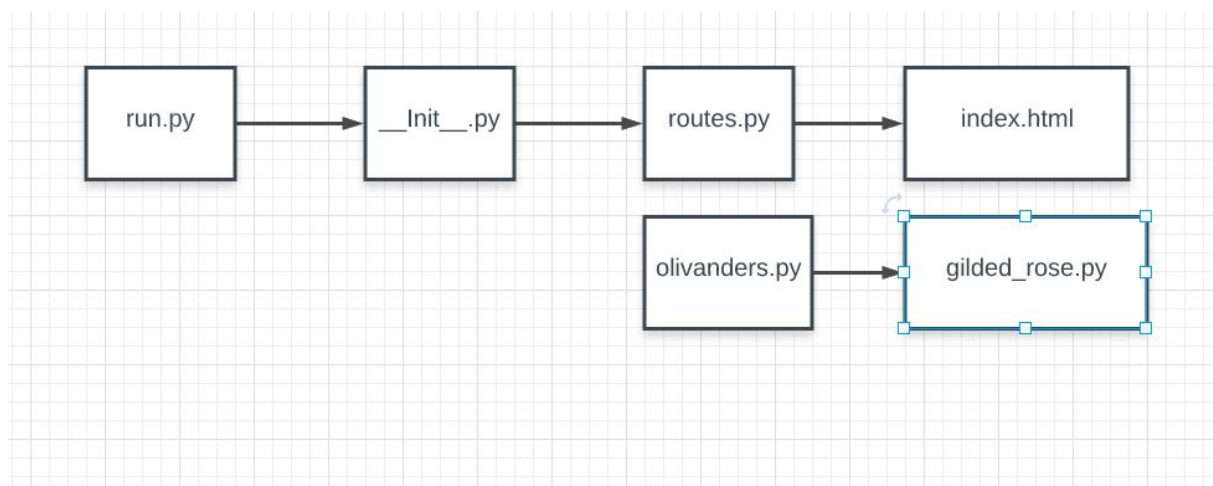 run.py
__Init__.py
routes.py
index.html
olivanders.py
gilded_rose.py